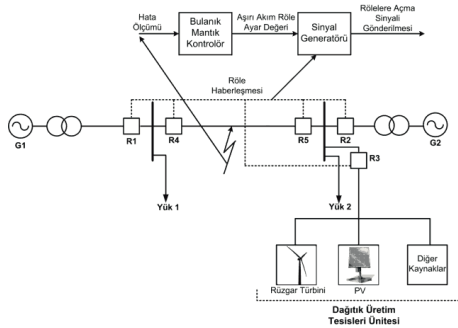 Hata
Ölçümü
Bulanık
Mantık
Kontrolör
Aşırı Akım Röle
Ayar Değeri
Sinyal
Generatörü
Rölelere Açma
Sinyali
Gönderilmesi
Röle
Haberleşmesi
G1
R1
R4
R5
R2
G2
R3
Yük 1
Yük 2
Rüzgar Türbini
PV
Diğer
Kaynaklar
Dağıtık Üretim
Tesisleri Ünitesi